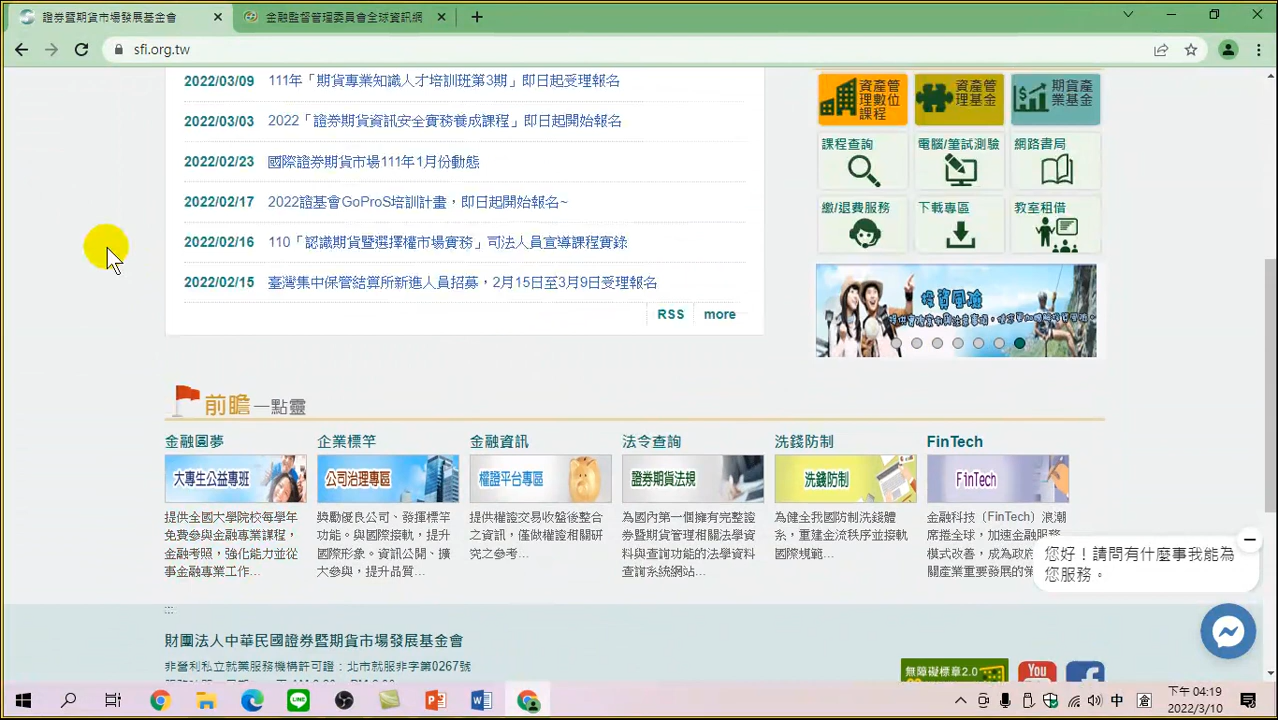 證券暨期貨市場發展基金會
金融監督管理委員會全球資訊網
sfi.org.tw
2022/03/09 111年「期貨專業知識人才培訓班第3期」即日起受理報名
2022/03/03 2022「證券期貨資訊安全實務養成課程」即日起開始報名
2022/02/23 國際證券期貨市場111年1月份動態
2022/02/17 2022證基會GoProS培訓計畫，即日起開始報名~
2022/02/16 110「認識期貨暨選擇權市場實務」司法人員宣導課程實錄
2022/02/15 臺灣集中保管結算所新進人員招募，2月15日至3月9日受理報名
RSS more
資產管
理數位
課程
資產管
理基金
期貨產
業基金
課程查詢
電腦/筆試測驗
網路書局
繳/退費服務
下載專區
教室租借
投資風險
前瞻 一點靈
金融圓夢
大專生公益專班
提供全國大學院校每學年
免費參與金融專業課程，
金融考照，強化能力並從
事金融專業工作...
企業標竿
公司治理專區
獎勵優良公司、發揮標竿
功能。與國際接軌，提升
國際形象。資訊公開、擴
大參與，提升品質...
金融資訊
權證平台專區
提供權證交易收盤後整合
之資訊，僅做權證相關研
究之參考...
法令查詢
證券期貨法規
為國內第一個擁有完整證
券暨期貨管理相關法學資
料與查詢功能的法學資料
查詢系統網站...
洗錢防制
洗錢防制
為健全我國防制洗錢體
系，重建金流秩序並接軌
國際規範...
FinTech
FinTech
金融科技（FinTech）浪潮
席捲全球，加速金融服務
模式改善，成為政府
關產業重要發展的策
您好！請問有什麼事我能為
您服務。
:::
財團法人中華民國證券暨期貨市場發展基金會
非營利私立就業服務機構許可證：北市就服非字第0267號
無障礙標章2.0
You
LINE
中
倉
下午 04:19
2022/3/10